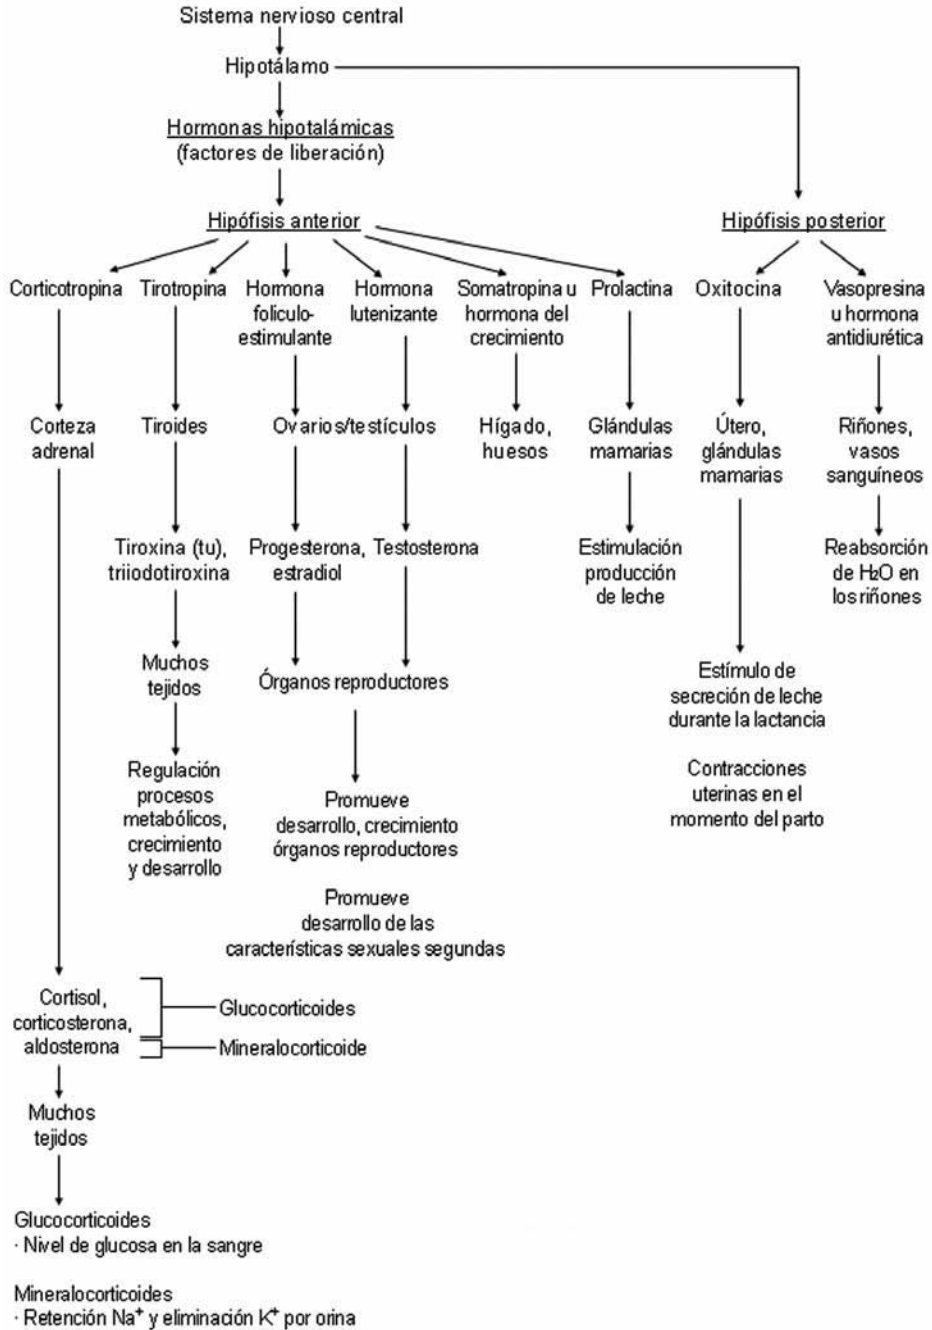 Sistema nervioso central
Hipotálamo
Hormonas hipotalámicas
(factores de liberación)
Hipófisis anterior
Hipófisis posterior
Corticotropina
Tirotropina
Hormona
folículo-
estimulante
Hormona
lutenizante
Somatropina u
hormona del
crecimiento
Prolactina
Oxitocina
Vasopresina
u hormona
antidiurética
Corteza
adrenal
Tiroides
Ovarios/testículos
Hígado,
huesos
Glándulas
mamarias
Útero,
glándulas
mamarias
Riñones,
vasos
sanguíneos
Tiroxina (tu),
triiodotiroxina
Progesterona,
estradiol
Testosterona
Estimulación
producción
de leche
Reabsorción
de H₂O en
los riñones
Muchos
tejidos
Órganos reproductores
Estímulo de
secreción de leche
durante la lactancia
Regulación
procesos
metabólicos,
crecimiento
y desarrollo
Promueve
desarrollo, crecimiento
órganos reproductores
Contracciones
uterinas en el
momento del parto
Promueve
desarrollo de las
características sexuales segundas
Cortisol,
corticosterona,
aldosterona
Glucocorticoides
Mineralocorticoide
Muchos
tejidos
Glucocorticoides
· Nivel de glucosa en la sangre
Mineralocorticoides
· Retención Na⁺ y eliminación K⁺ por orina